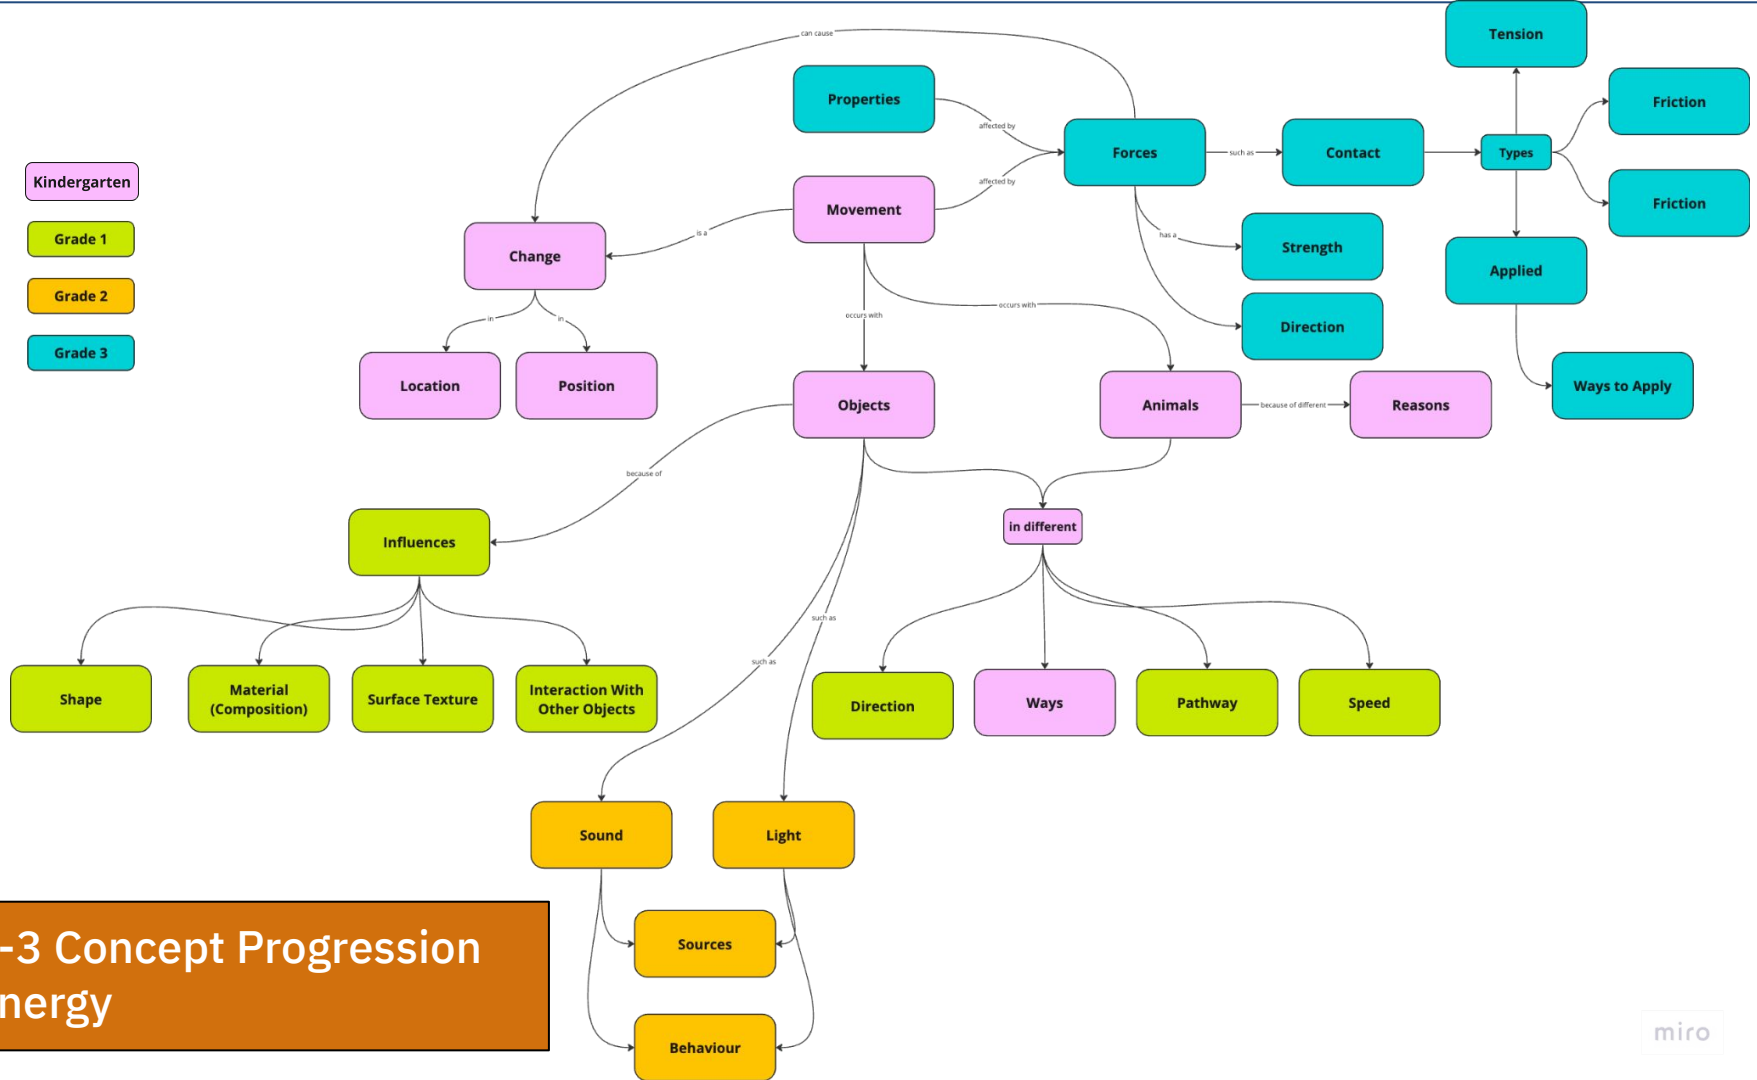 can cause
Tension
Properties
Friction
affected by
Forces
such as
Contact
Types
Kindergarten
affected by
Friction
Movement
Grade 1
is a
has a
Strength
Change
Applied
Grade 2
occurs with
in
in
occurs with
Direction
Grade 3
Location
Position
Ways to Apply
Objects
Animals
because of different
Reasons
because of
in different
Influences
such as
such as
Shape
Material
(Composition)
Surface Texture
Interaction With
Other Objects
Direction
Ways
Pathway
Speed
Sound
Light
-3 Concept Progression
nergy
Sources
Behaviour
miro